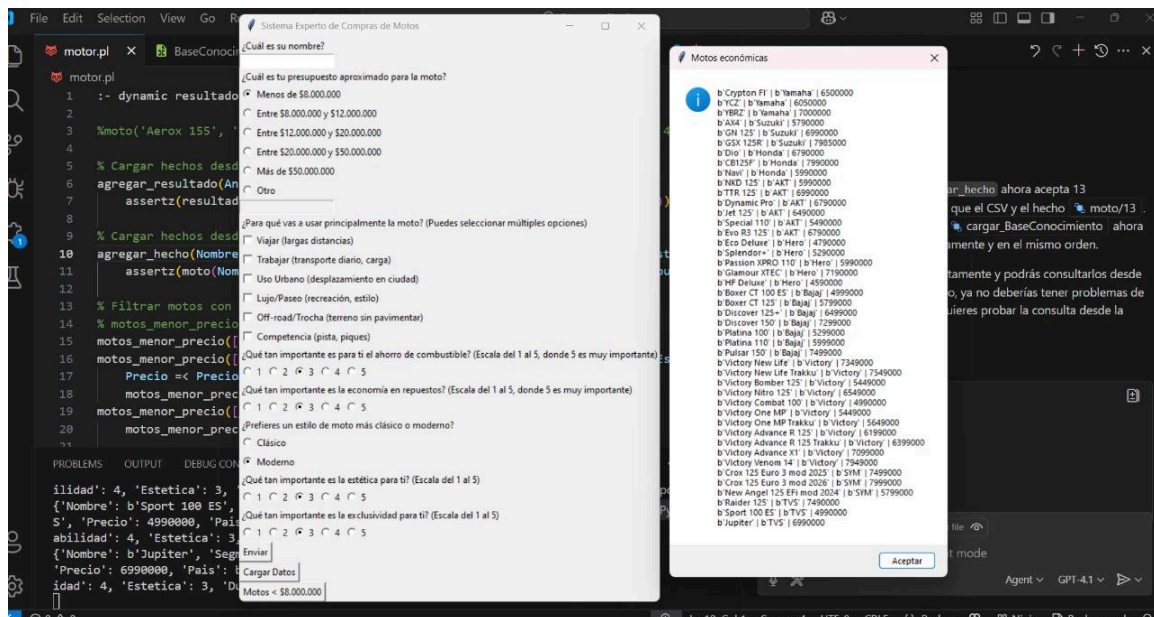 File Edit Selection View Go
motor.pl
BaseConocir
motor.pl
1 :- dynamic resultado
2
3 %moto('Aerox 155', '
4
5 % Cargar hechos desd
6 agregar_resultado(An
7 assertz(resultad
8
9 % Cargar hechos desd
10 agregar_hecho(Nombre
11 assertz(moto(Nom
12
13 % Filtrar motos con
14 % motos_menor_precio
15 motos_menor_precio([
16 motos_menor_precio([
17 Precio =< Precio
18 motos_menor_prec
19 motos_menor_precio([
20 motos_menor_prec
21
PROBLEMS OUTPUT DEBUG CON
ilidad': 4, 'Estetica': 3,
{'Nombre': b'Sport 100 ES',
S', 'Precio': 4990000, 'Pais
abilidad': 4, 'Estetica': 3,
{'Nombre': b'Jupiter', 'Segm
'Precio': 6990000, 'Pais': b
idad': 4, 'Estetica': 3, 'Du
Sistema Experto de Compras de Motos
¿Cuál es su nombre?
¿Cuál es tu presupuesto aproximado para la moto?
Menos de $8.000.000
Entre $8.000.000 y $12.000.000
Entre $12.000.000 y $20.000.000
Entre $20.000.000 y $50.000.000
Más de $50.000.000
Otro
¿Para qué vas a usar principalmente la moto? (Puedes seleccionar múltiples opciones)
Viajar (largas distancias)
Trabajar (transporte diario, carga)
Uso Urbano (desplazamiento en ciudad)
Lujo/Paseo (recreación, estilo)
Off-road/Trocha (terreno sin pavimentar)
Competencia (pista, piques)
¿Qué tan importante es para ti el ahorro de combustible? (Escala del 1 al 5, donde 5 es muy importante)
1 2 3 4 5
¿Qué tan importante es la economía en repuestos? (Escala del 1 al 5, donde 5 es muy importante)
1 2 3 4 5
¿Prefieres un estilo de moto más clásico o moderno?
Clásico
Moderno
¿Qué tan importante es la estética para ti? (Escala del 1 al 5)
1 2 3 4 5
¿Qué tan importante es la exclusividad para ti? (Escala del 1 al 5)
1 2 3 4 5
Enviar
Cargar Datos
Motos < $8.000.000
Motos económicas
b'Crypton FI' | b'Yamaha' | 6500000
b'YCZ' | b'Yamaha' | 6050000
b'YBRZ' | b'Yamaha' | 7000000
b'AX4' | b'Suzuki' | 5790000
b'GN 125' | b'Suzuki' | 6990000
b'GSX 125R' | b'Suzuki' | 7985000
b'Dio' | b'Honda' | 6790000
b'CB125F' | b'Honda' | 7990000
b'Navi' | b'Honda' | 5990000
b'NKD 125' | b'AKT' | 5990000
b'TTR 125' | b'AKT' | 6990000
b'Dynamic Pro' | b'AKT' | 6790000
b'Jet 125' | b'AKT' | 6490000
b'Special 110' | b'AKT' | 5490000
b'Evo R3 125' | b'AKT' | 6790000
b'Eco Deluxe' | b'Hero' | 4790000
b'Splendor+' | b'Hero' | 5290000
b'Passion XPRO 110' | b'Hero' | 5990000
b'Glamour XTEC' | b'Hero' | 7190000
b'HF Deluxe' | b'Hero' | 4590000
b'Boxer CT 100 ES' | b'Bajaj' | 4999000
b'Boxer CT 125' | b'Bajaj' | 5799000
b'Discover 125+' | b'Bajaj' | 6499000
b'Discover 150' | b'Bajaj' | 7299000
b'Platina 100' | b'Bajaj' | 5299000
b'Platina 110' | b'Bajaj' | 5999000
b'Pulsar 150' | b'Bajaj' | 7499000
b'Victory New Life' | b'Victory' | 7349000
b'Victory New Life Trakku' | b'Victory' | 7549000
b'Victory Bomber 125' | b'Victory' | 5449000
b'Victory Nitro 125' | b'Victory' | 6549000
b'Victory Combat 100' | b'Victory' | 4990000
b'Victory One MP' | b'Victory' | 5449000
b'Victory One MP Trakku' | b'Victory' | 5649000
b'Victory Advance R 125' | b'Victory' | 6199000
b'Victory Advance R 125 Trakku' | b'Victory' | 6399000
b'Victory Advance X1' | b'Victory' | 7099000
b'Victory Venom 14' | b'Victory' | 7949000
b'Crox 125 Euro 3 mod 2025' | b'SYM' | 7499000
b'Crox 125 Euro 3 mod 2026' | b'SYM' | 7999000
b'New Angel 125 EFi mod 2024' | b'SYM' | 5799000
b'Raider 125' | b'TVS' | 7490000
b'Sport 100 ES' | b'TVS' | 4990000
b'Jupiter' | b'TVS' | 6990000
Aceptar
ar_hecho ahora acepta 13
que el CSV y el hecho moto/13 .
cargar_BaseConocimiento ahora
amente y en el mismo orden.
tamente y podrás consultarlos desde
o, ya no deberías tener problemas de
uieres probar la consulta desde la
file
t mode
Agent GPT-4.1